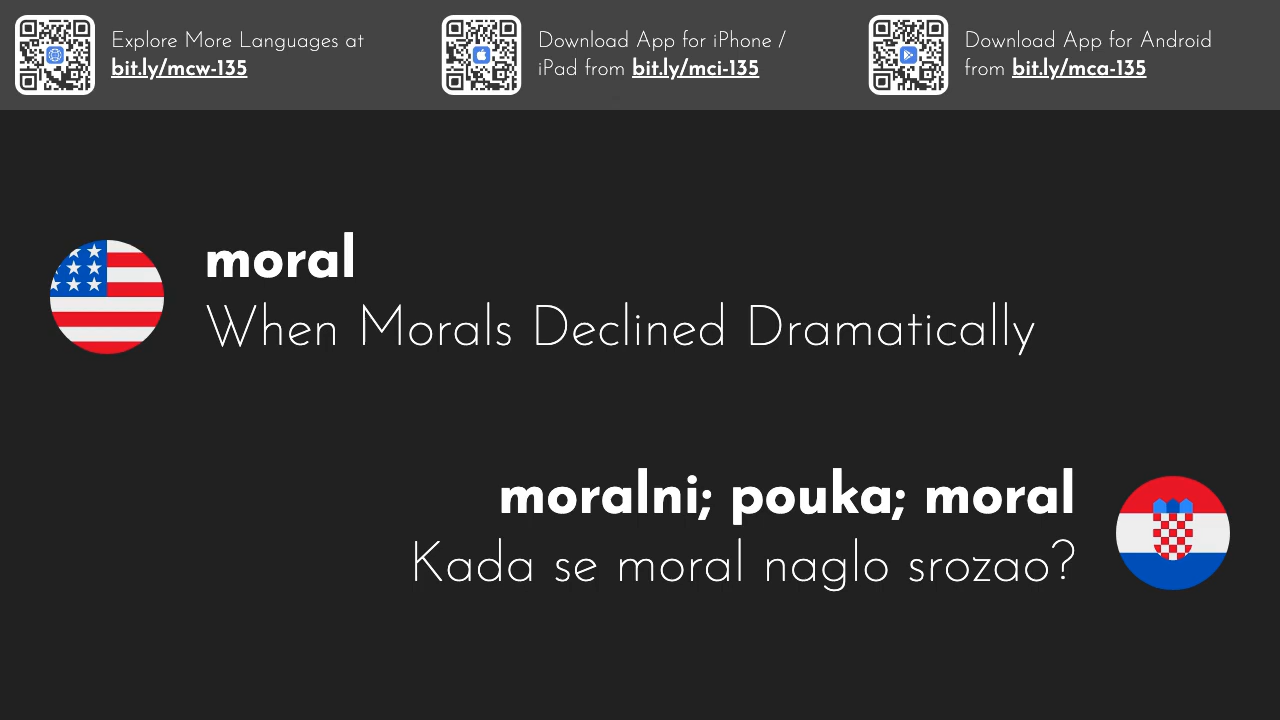 Explore More Languages at
bit.ly/mcw-135
Download App for iPhone /
iPad from bit.ly/mci-135
Download App for Android
from bit.ly/mca-135
moral
When Morals Declined Dramatically
moralni; pouka; moral
Kada se moral naglo srozao?